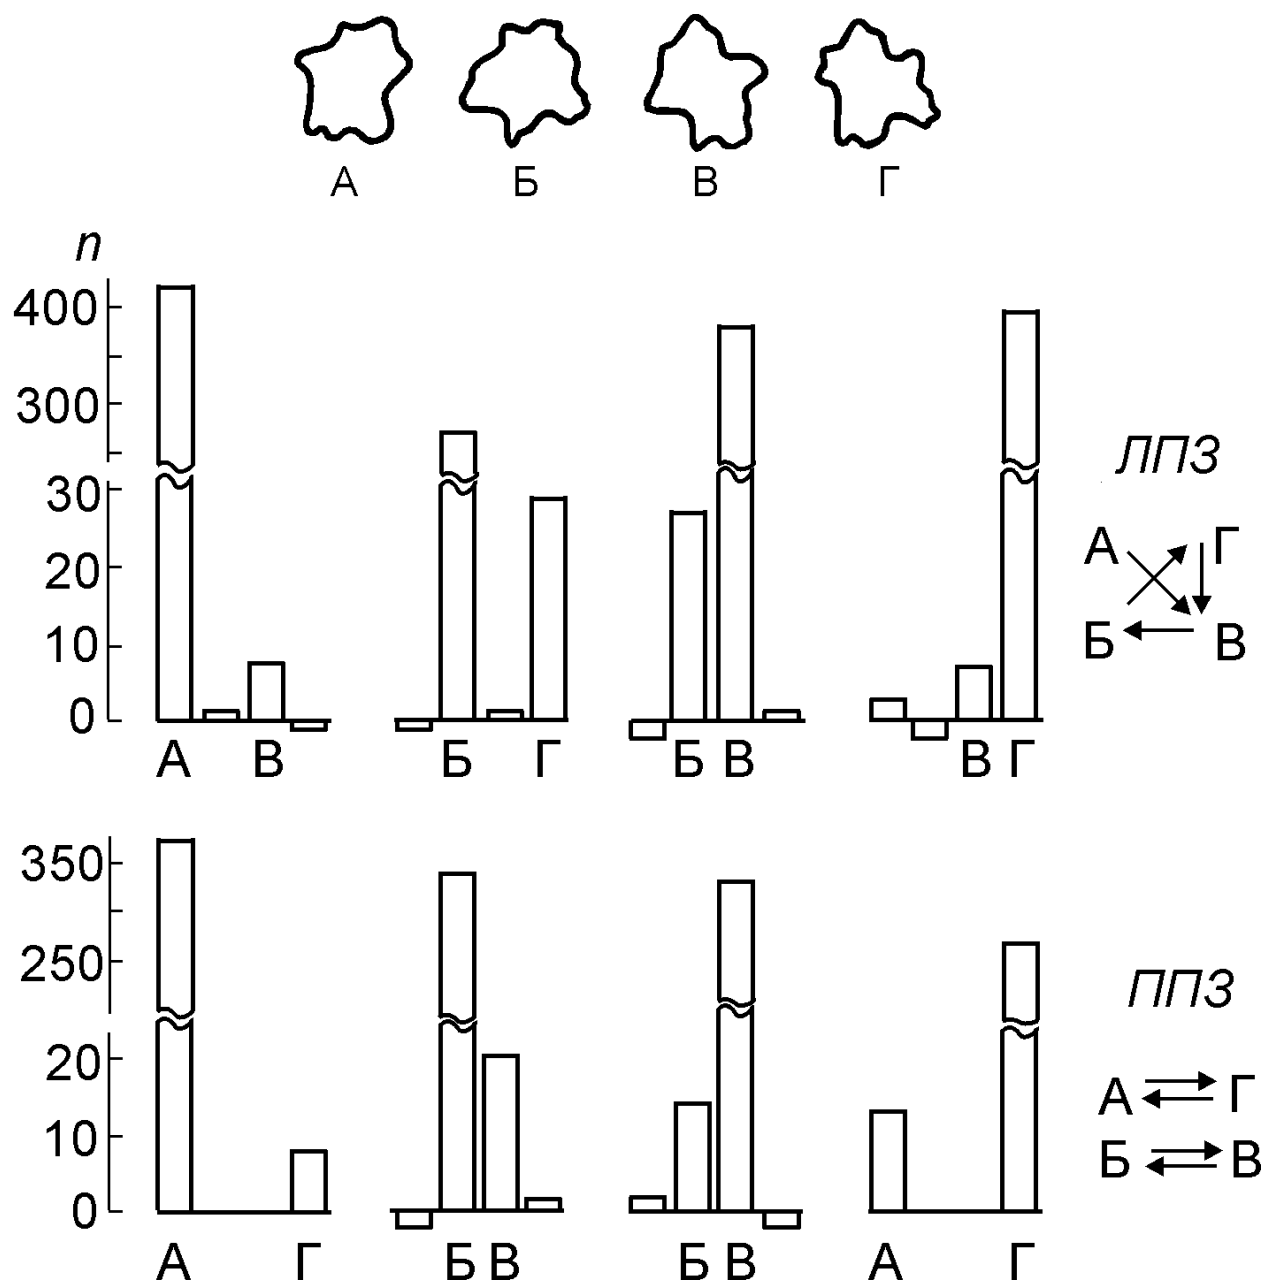 А Б В Г
n
400
300
30
20
10
0
А В Б Г Б В В Г
ЛПЗ
А Г
Б В
350
250
20
10
0
А Г Б В Б В А Г
ППЗ
А Г
Б В